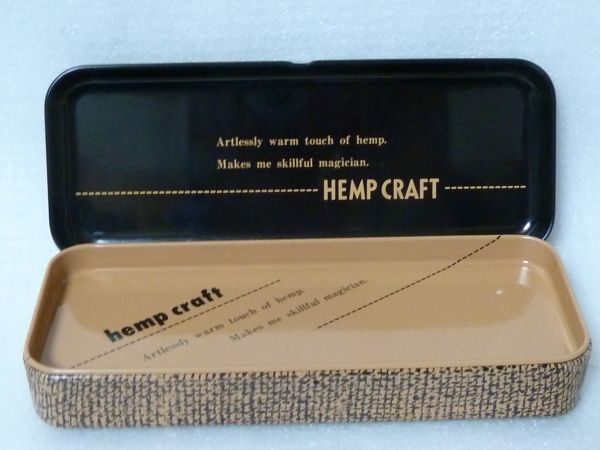 Artlessly warm touch of hemp.
Makes me skillful magician.
HEMP CRAFT
hemp craft
Artlessly warm touch of hemp.
Makes me skillful magician.